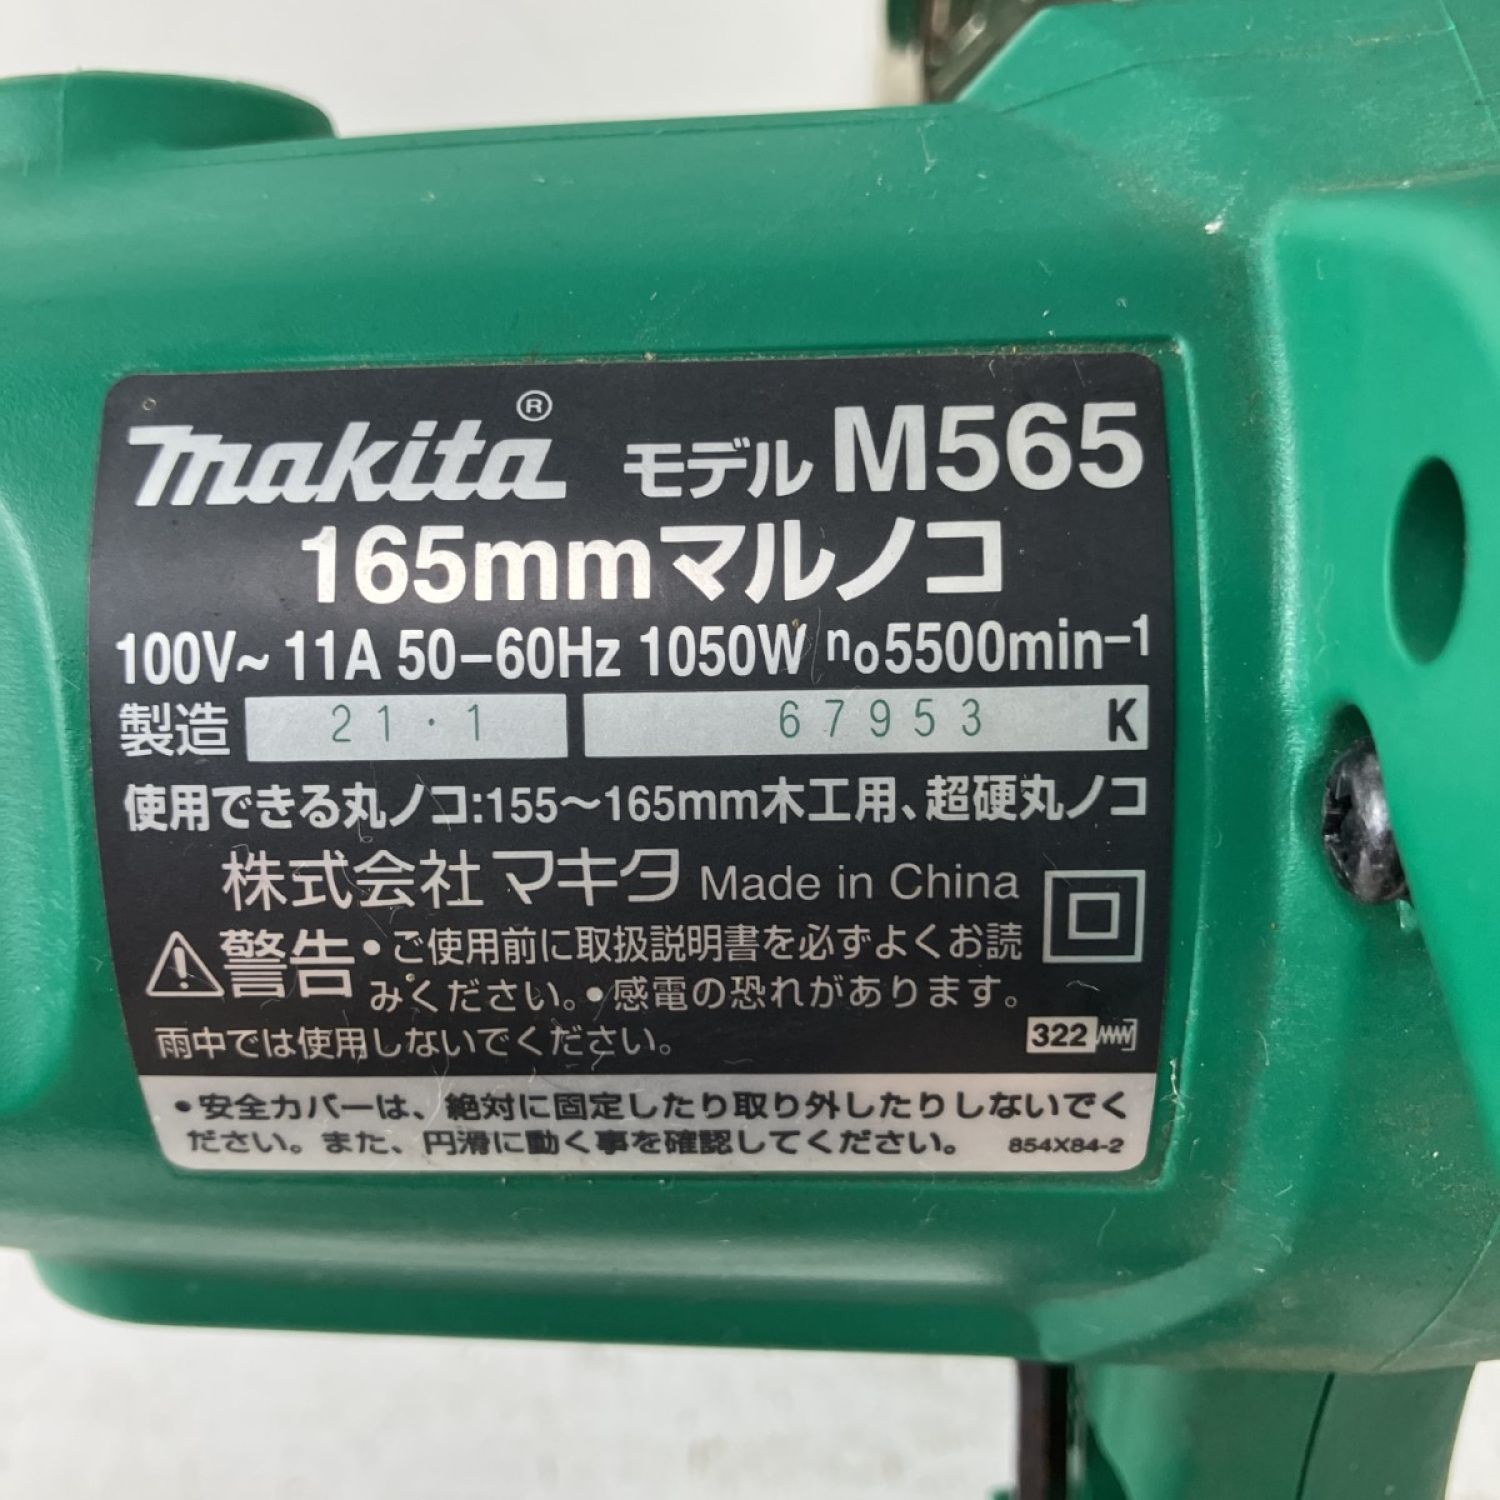 makita® モデル M565
165mmマルノコ
100V~ 11A 50-60Hz 1050W n₀5500min⁻¹
製造 21・1 67953 K
使用できる丸ノコ:155～165mm木工用、超硬丸ノコ
株式会社 マキタ Made in China
警告 ・ご使用前に取扱説明書を必ずよくお読
みください。・感電の恐れがあります。
雨中では使用しないでください。 322
・安全カバーは、絶対に固定したり取り外したりしないでく
ださい。また、円滑に動く事を確認してください。 854X84-2